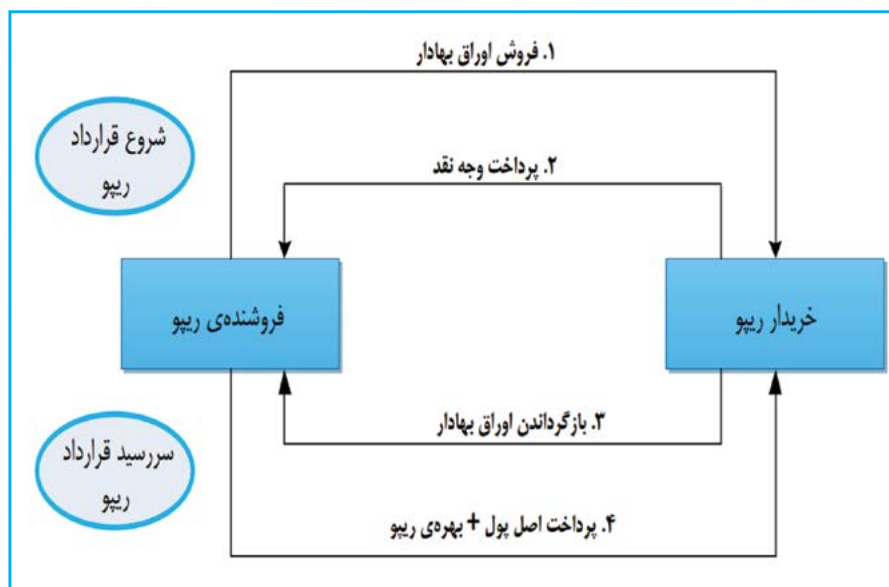 ۱. فروش اوراق بهادار
شروع قرارداد
ریپو
۲. پرداخت وجه نقد
خریدار ریپو
فروشنده‌ی ریپو
۳. بازگرداندن اوراق بهادار
سررسید قرارداد
ریپو
۴. پرداخت اصل پول + بهره‌ی ریپو